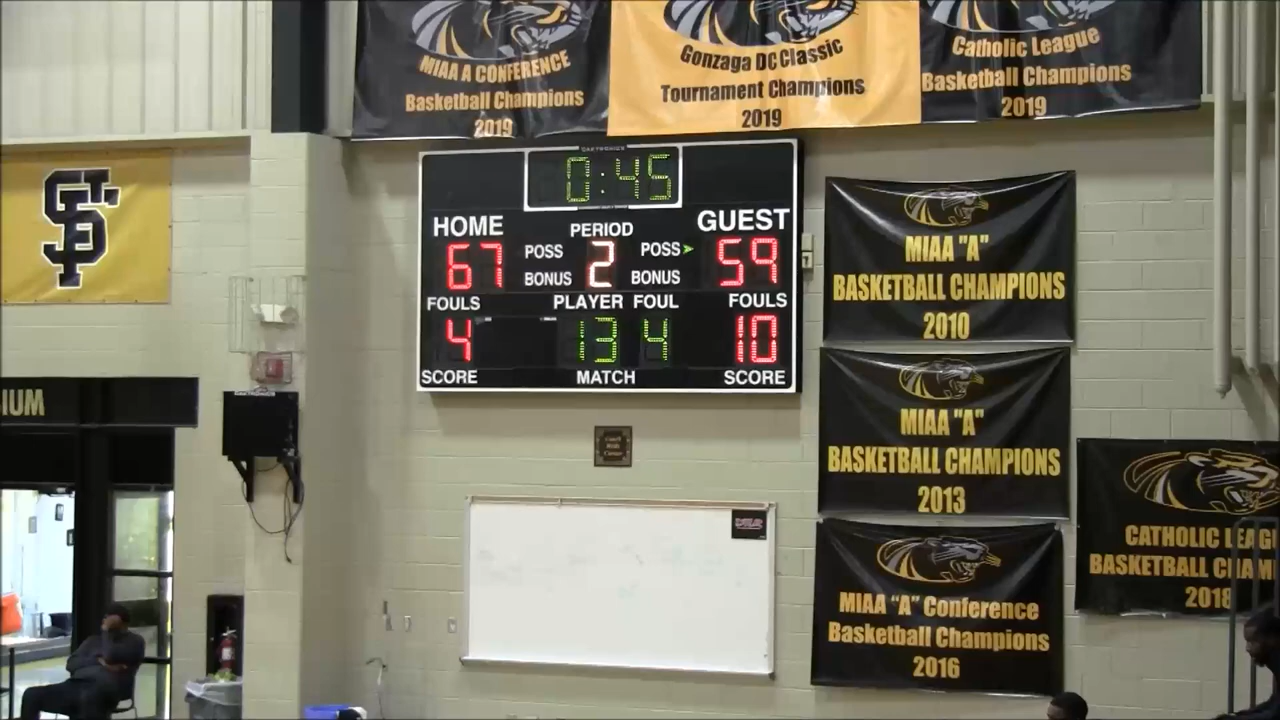 MIAA A CONFERENCE
Basketball Champions
2019
Gonzaga DC Classic
Tournament Champions
2019
Catholic League
Basketball Champions
2019
DAKTRONICS
0:45
HOME
PERIOD
GUEST
67
POSS
2
POSS
59
BONUS
BONUS
FOULS
PLAYER FOUL
FOULS
4
13
4
10
SCORE
MATCH
SCORE
MIAA "A"
BASKETBALL CHAMPIONS
2010
MIAA "A"
BASKETBALL CHAMPIONS
2013
MIAA "A" Conference
Basketball Champions
2016
CATHOLIC LEAG
BASKETBALL CHAM
2018
IUM